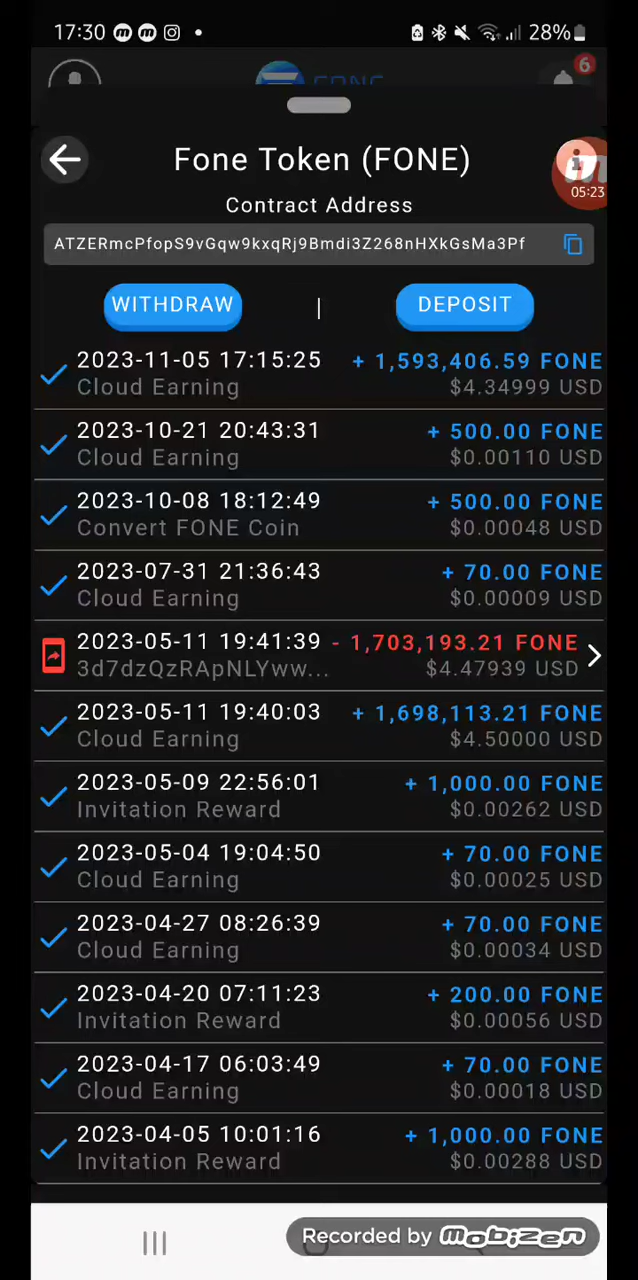 17:30 28%
FONE 6
Fone Token (FONE)
05:23
Contract Address
ATZERmcPfopS9vGqw9kxqRj9Bmdi3Z268nHXkGsMa3Pf
WITHDRAW | DEPOSIT
2023-11-05 17:15:25 + 1,593,406.59 FONE
Cloud Earning $4.34999 USD
2023-10-21 20:43:31 + 500.00 FONE
Cloud Earning $0.00110 USD
2023-10-08 18:12:49 + 500.00 FONE
Convert FONE Coin $0.00048 USD
2023-07-31 21:36:43 + 70.00 FONE
Cloud Earning $0.00009 USD
2023-05-11 19:41:39 - 1,703,193.21 FONE
3d7dzQzRApNLYww... $4.47939 USD
2023-05-11 19:40:03 + 1,698,113.21 FONE
Cloud Earning $4.50000 USD
2023-05-09 22:56:01 + 1,000.00 FONE
Invitation Reward $0.00262 USD
2023-05-04 19:04:50 + 70.00 FONE
Cloud Earning $0.00025 USD
2023-04-27 08:26:39 + 70.00 FONE
Cloud Earning $0.00034 USD
2023-04-20 07:11:23 + 200.00 FONE
Invitation Reward $0.00056 USD
2023-04-17 06:03:49 + 70.00 FONE
Cloud Earning $0.00018 USD
2023-04-05 10:01:16 + 1,000.00 FONE
Invitation Reward $0.00288 USD
Recorded by mobizen